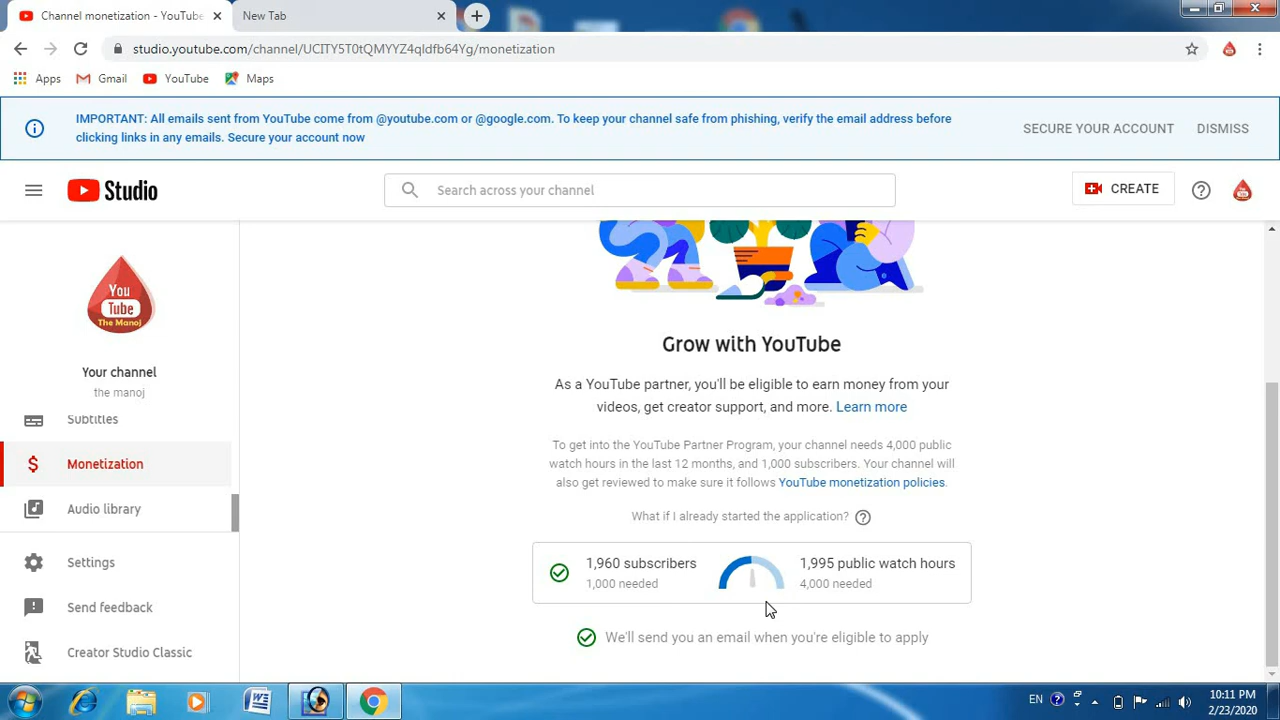 Channel monetization - YouTube
New Tab
studio.youtube.com/channel/UCITY5T0tQMYYZ4qldfb64Yg/monetization
Apps Gmail YouTube Maps
IMPORTANT: All emails sent from YouTube come from @youtube.com or @google.com. To keep your channel safe from phishing, verify the email address before
clicking links in any emails. Secure your account now
SECURE YOUR ACCOUNT DISMISS
Studio
Search across your channel
CREATE
You
Tube
The Manoj
Your channel
the manoj
Subtitles
Monetization
Audio library
Settings
Send feedback
Creator Studio Classic
Grow with YouTube
As a YouTube partner, you'll be eligible to earn money from your
videos, get creator support, and more. Learn more
To get into the YouTube Partner Program, your channel needs 4,000 public
watch hours in the last 12 months, and 1,000 subscribers. Your channel will
also get reviewed to make sure it follows YouTube monetization policies.
What if I already started the application?
1,960 subscribers
1,000 needed
1,995 public watch hours
4,000 needed
We'll send you an email when you're eligible to apply
EN
10:11 PM
2/23/2020